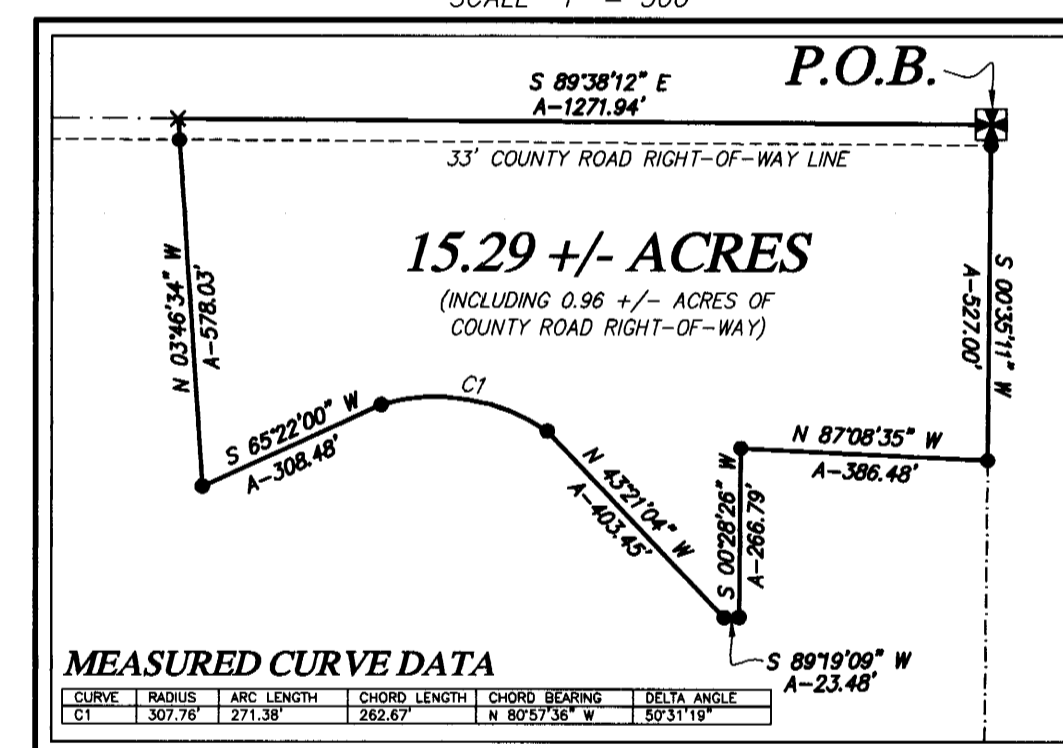 SCALE 1" = 300'
P.O.B.
S 89°38'12" E
A-1271.94'
33' COUNTY ROAD RIGHT-OF-WAY LINE
15.29 +/- ACRES
(INCLUDING 0.96 +/- ACRES OF
COUNTY ROAD RIGHT-OF-WAY)
N 03°46'34" W
A-578.03'
S 00°35'11" W
A-527.00'
C1
S 65°22'00" W
A-308.48'
N 43°21'04" W
A-403.45'
N 87°08'35" W
A-386.48'
S 00°28'26" W
A-266.79'
S 89°19'09" W
A-23.48'
MEASURED CURVE DATA
CURVE RADIUS ARC LENGTH CHORD LENGTH CHORD BEARING DELTA ANGLE
C1 307.76' 271.38' 262.67' N 80°57'36" W 50°31'19"